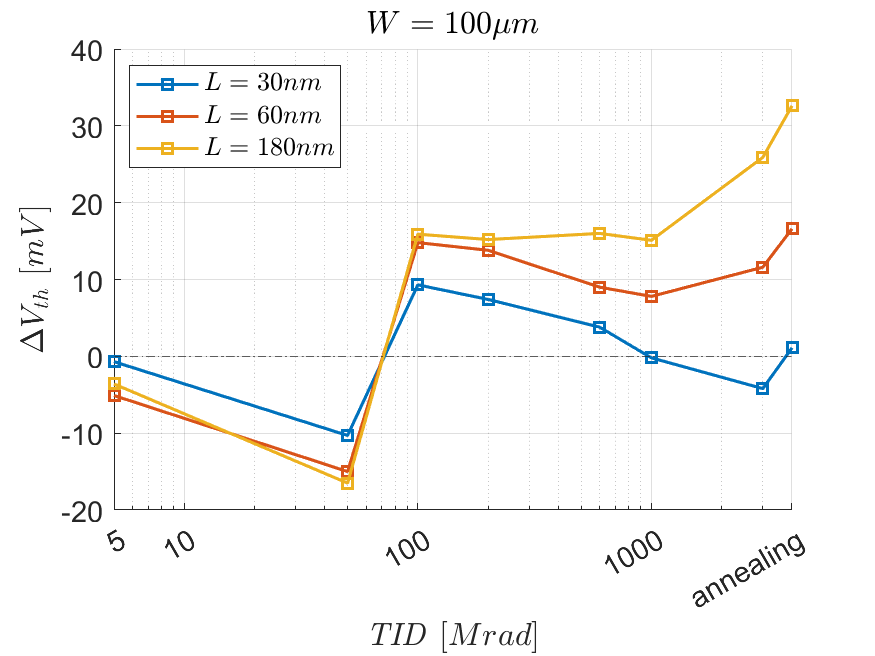 W = 100μm
L = 30nm
L = 60nm
L = 180nm
40
30
20
10
0
-10
-20
ΔVth [mV]
5
10
100
1000
annealing
TID [Mrad]